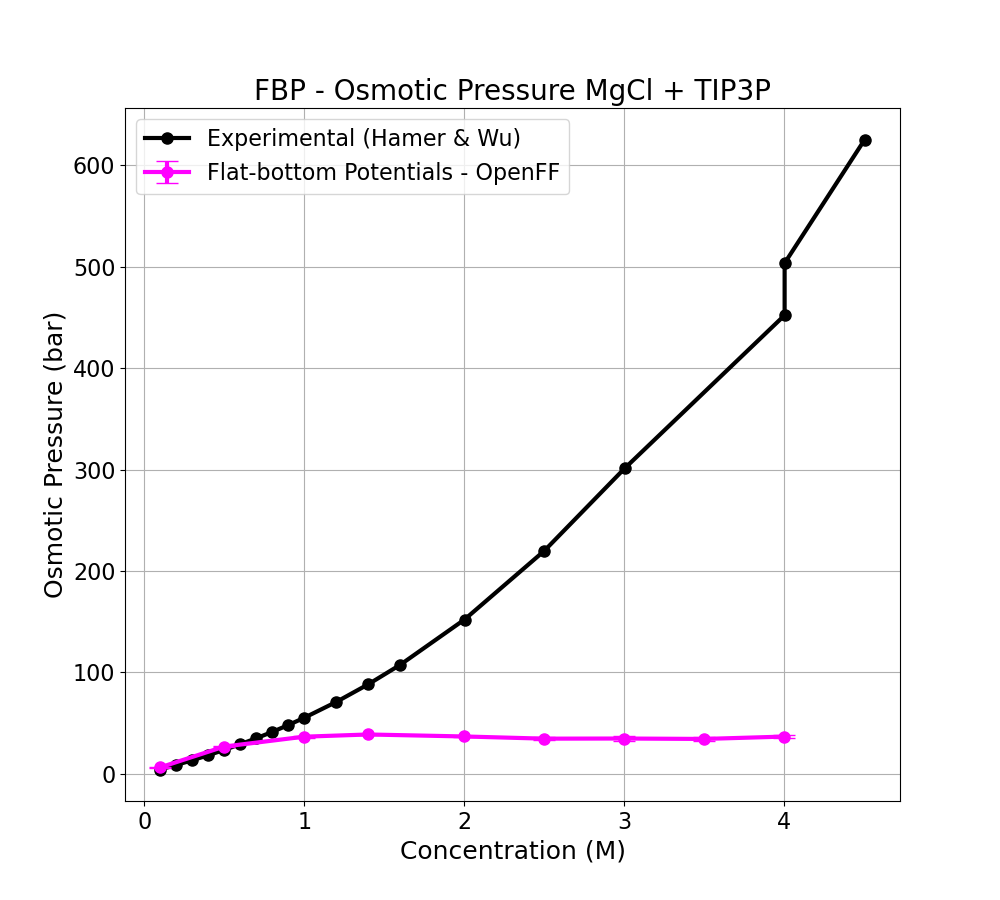 FBP - Osmotic Pressure MgCl + TIP3P
Experimental (Hamer & Wu)
Flat-bottom Potentials - OpenFF
600
500
400
300
200
100
0
Osmotic Pressure (bar)
0 1 2 3 4
Concentration (M)